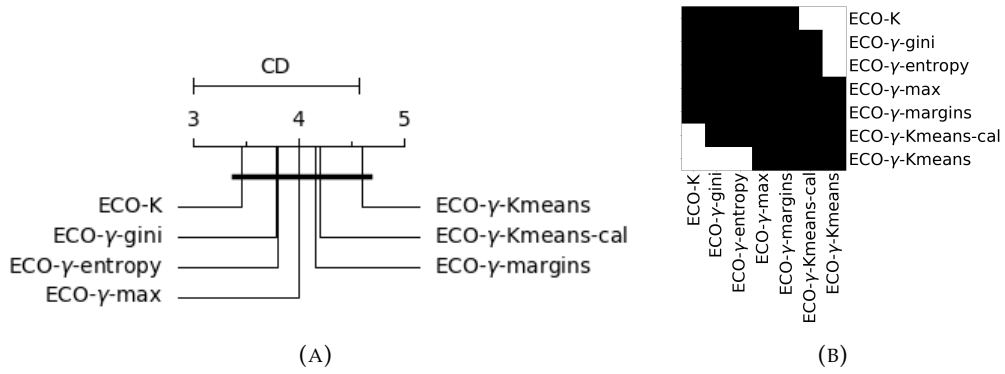 CD
3 4 5
ECO-K
ECO-γ-gini
ECO-γ-entropy
ECO-γ-max
ECO-γ-Kmeans
ECO-γ-Kmeans-cal
ECO-γ-margins
(A)
ECO-K
ECO-γ-gini
ECO-γ-entropy
ECO-γ-max
ECO-γ-margins
ECO-γ-Kmeans-cal
ECO-γ-Kmeans
ECO-K
ECO-γ-gini
ECO-γ-entropy
ECO-γ-max
ECO-γ-margins
ECO-γ-Kmeans-cal
ECO-γ-Kmeans
(B)